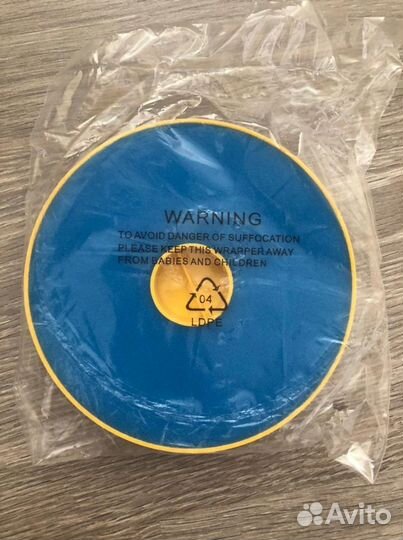 WARNING
TO AVOID DANGER OF SUFFOCATION
PLEASE KEEP THIS WRAPPER AWAY
FROM BABIES AND CHILDREN
04
LDPE
Avito